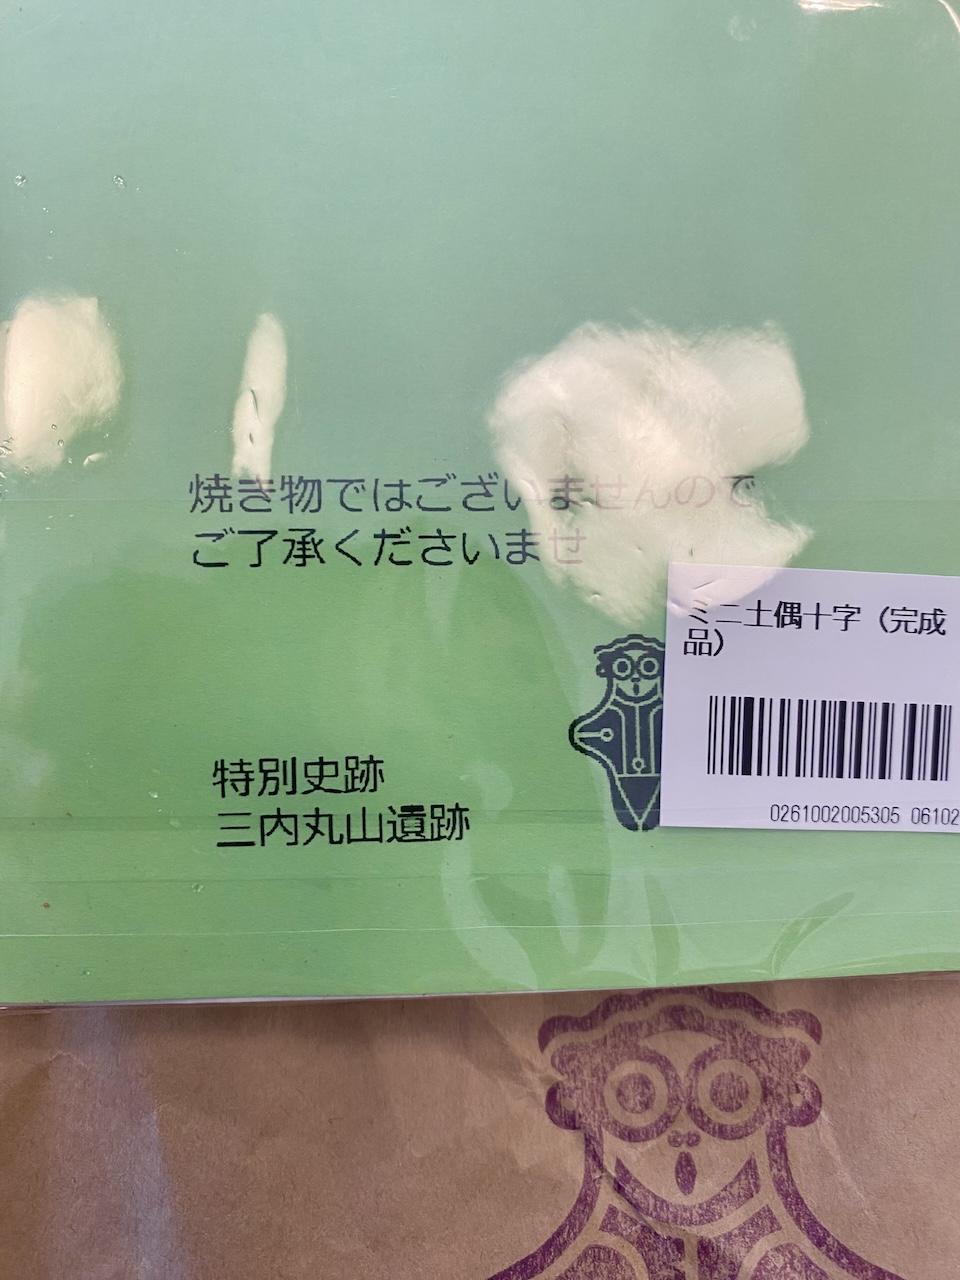 焼き物ではございませんので
ご了承くださいませ
ミニ土偶十字（完成
品）
0261002005305 06102
特別史跡
三内丸山遺跡